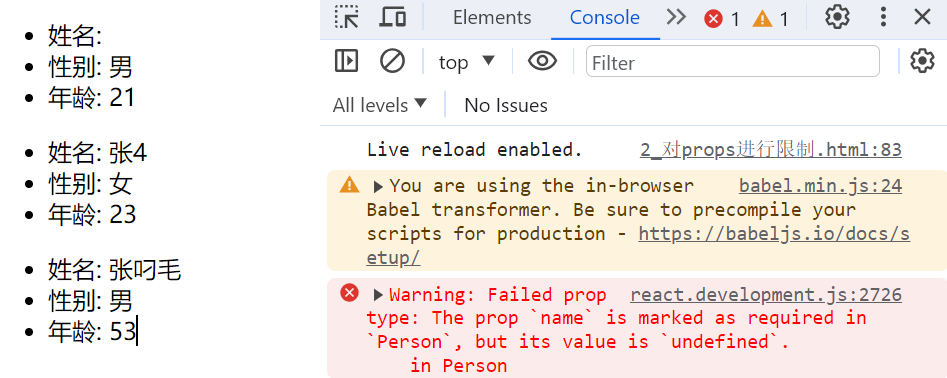 姓名:
性别: 男
年龄: 21
姓名: 张4
性别: 女
年龄: 23
姓名: 张叼毛
性别: 男
年龄: 53
Elements Console 1 1
top Filter
All levels No Issues
Live reload enabled. 2_对props进行限制.html:83
You are using the in-browser babel.min.js:24
Babel transformer. Be sure to precompile your
scripts for production - https://babeljs.io/docs/s
etup/
Warning: Failed prop react.development.js:2726
type: The prop `name` is marked as required in
`Person`, but its value is `undefined`.
in Person